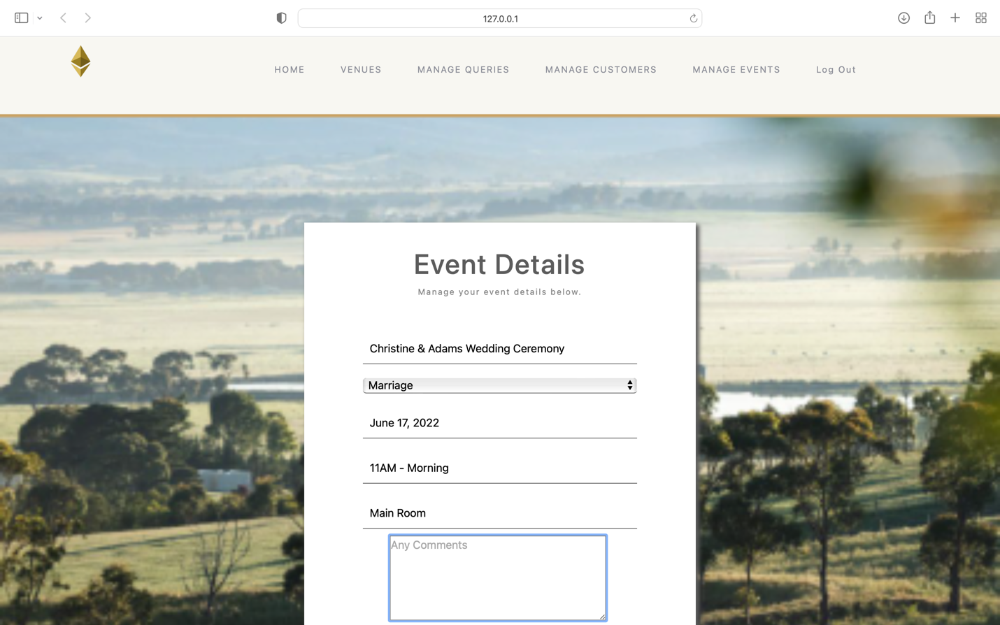 127.0.0.1
HOME VENUES MANAGE QUERIES MANAGE CUSTOMERS MANAGE EVENTS Log Out
Event Details
Manage your event details below.
Christine & Adams Wedding Ceremony
Marriage
June 17, 2022
11AM - Morning
Main Room
Any Comments